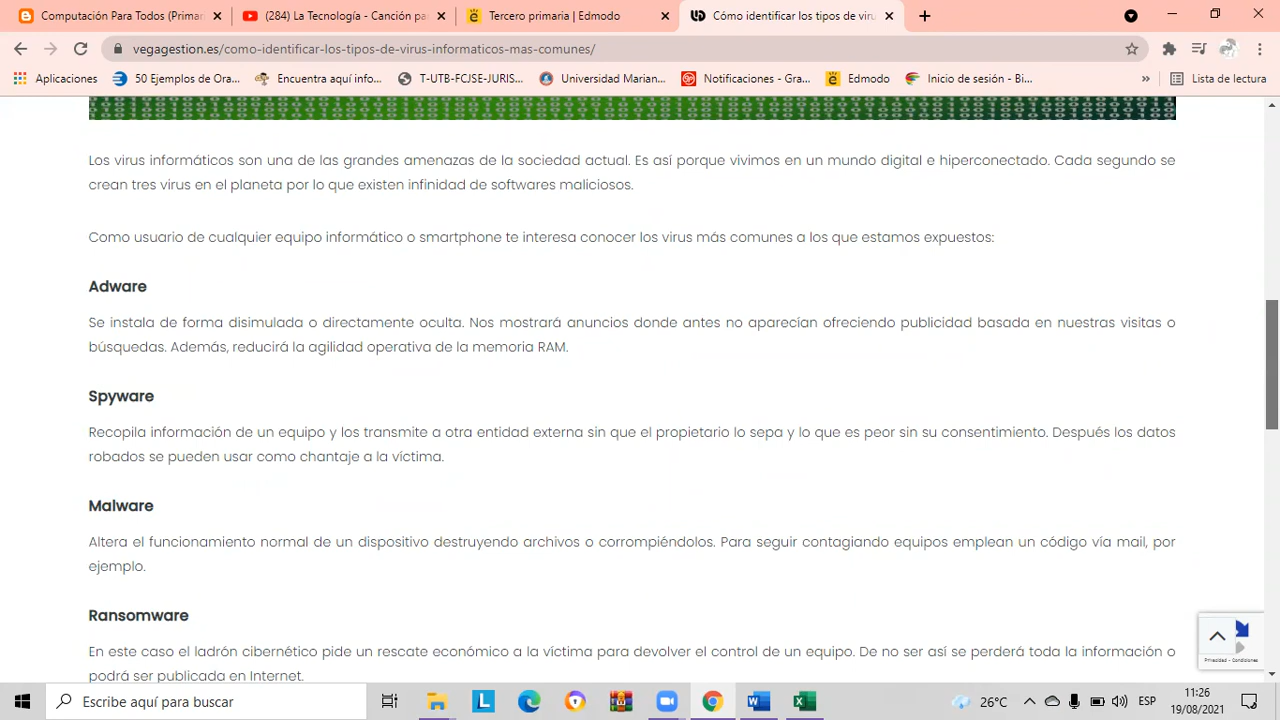 Computación Para Todos (Primar
(284) La Tecnología - Canción pa
Tercero primaria | Edmodo
Cómo identificar los tipos de viru
vegagestion.es/como-identificar-los-tipos-de-virus-informaticos-mas-comunes/
Aplicaciones
50 Ejemplos de Ora...
Encuentra aquí info...
T-UTB-FCJSE-JURIS...
Universidad Marian...
Notificaciones - Gra...
Edmodo
Inicio de sesión - Bi...
»
Lista de lectura
Los virus informáticos son una de las grandes amenazas de la sociedad actual. Es así porque vivimos en un mundo digital e hiperconectado. Cada segundo se
crean tres virus en el planeta por lo que existen infinidad de softwares maliciosos.
Como usuario de cualquier equipo informático o smartphone te interesa conocer los virus más comunes a los que estamos expuestos:
Adware
Se instala de forma disimulada o directamente oculta. Nos mostrará anuncios donde antes no aparecían ofreciendo publicidad basada en nuestras visitas o
búsquedas. Además, reducirá la agilidad operativa de la memoria RAM.
Spyware
Recopila información de un equipo y los transmite a otra entidad externa sin que el propietario lo sepa y lo que es peor sin su consentimiento. Después los datos
robados se pueden usar como chantaje a la víctima.
Malware
Altera el funcionamiento normal de un dispositivo destruyendo archivos o corrompiéndolos. Para seguir contagiando equipos emplean un código vía mail, por
ejemplo.
Ransomware
En este caso el ladrón cibernético pide un rescate económico a la víctima para devolver el control de un equipo. De no ser así se perderá toda la información o
podrá ser publicada en Internet.
Privacidad - Condiciones
Escribe aquí para buscar
26°C
ESP
11:26
19/08/2021